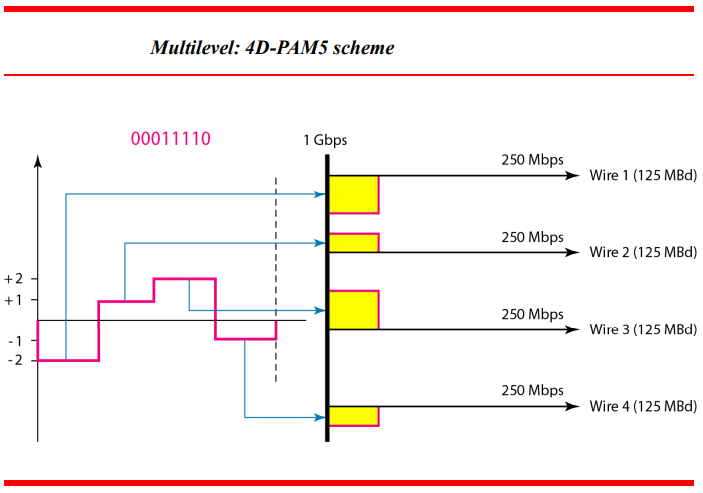 Multilevel: 4D-PAM5 scheme
00011110
1 Gbps
250 Mbps
Wire 1 (125 MBd)
250 Mbps
Wire 2 (125 MBd)
+2
+1
-1
-2
250 Mbps
Wire 3 (125 MBd)
250 Mbps
Wire 4 (125 MBd)